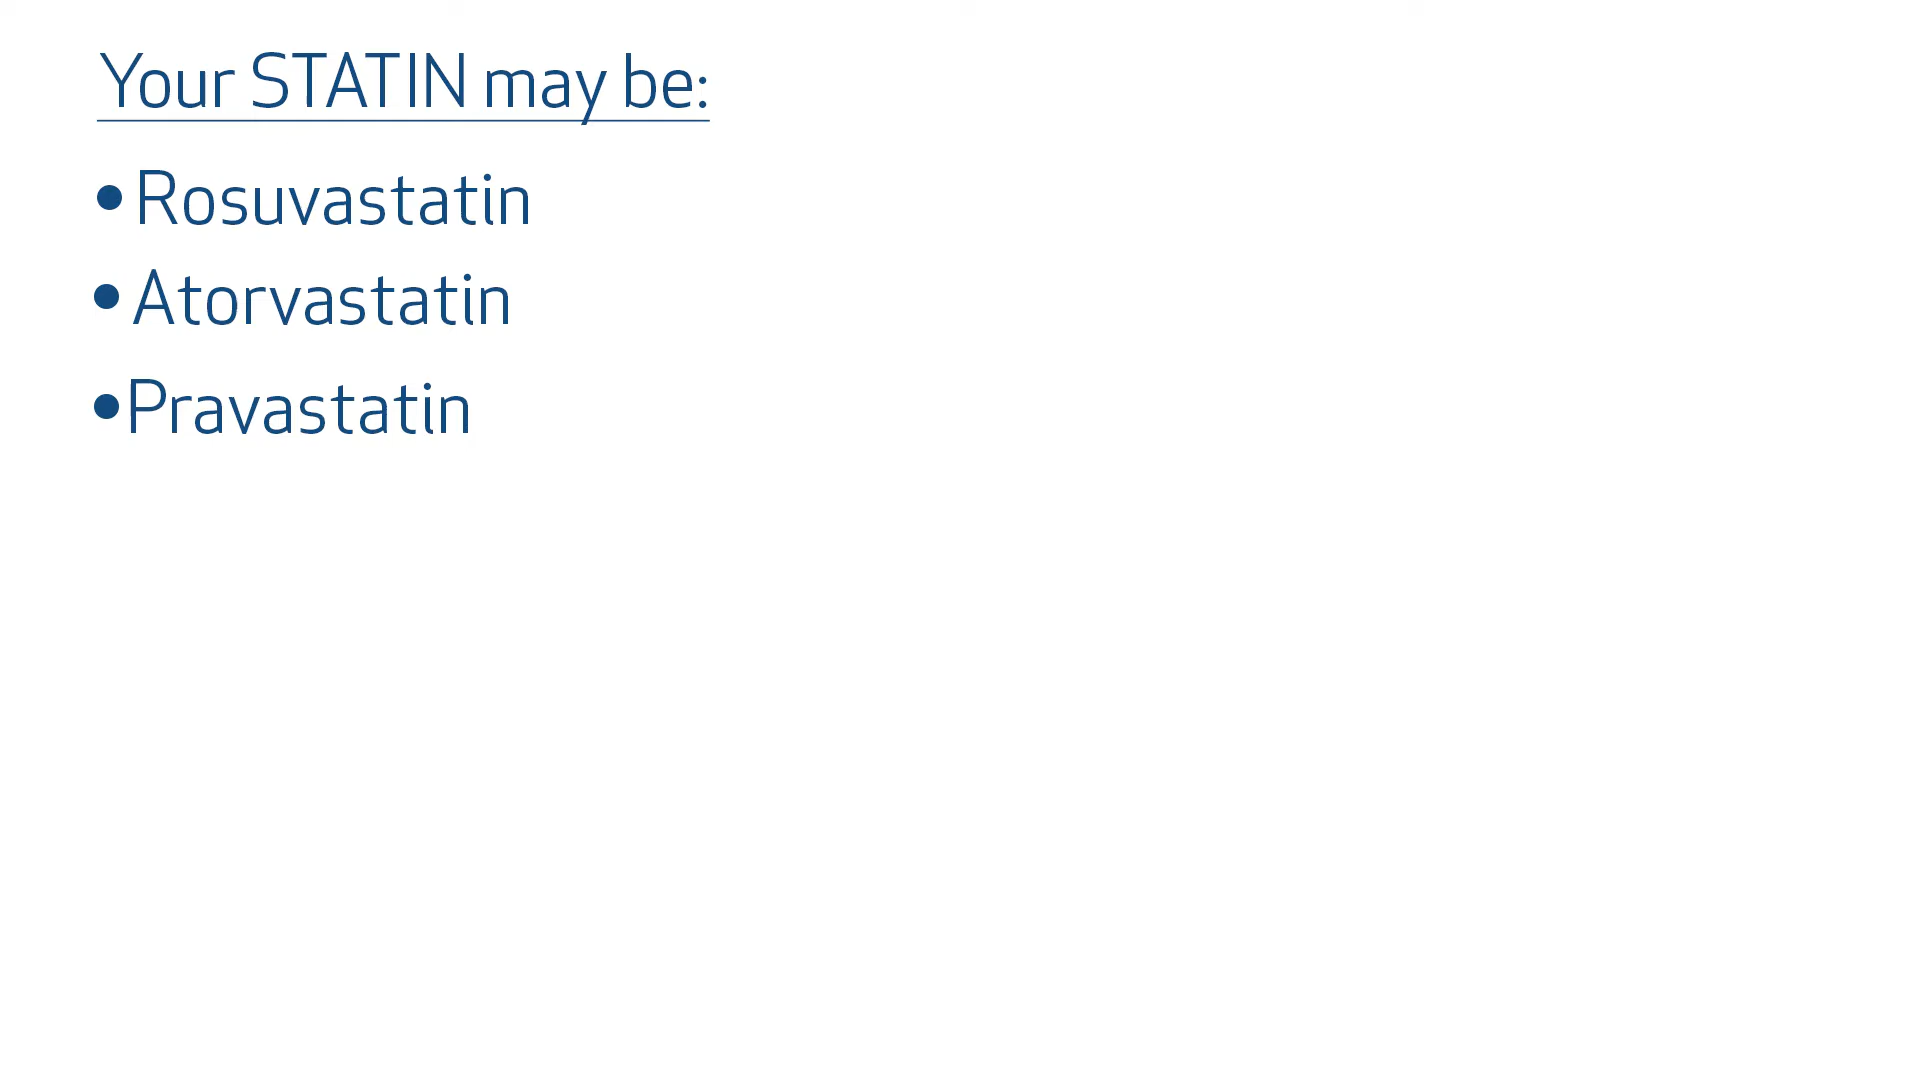 Your STATIN may be:
• Rosuvastatin
• Atorvastatin
•Pravastatin